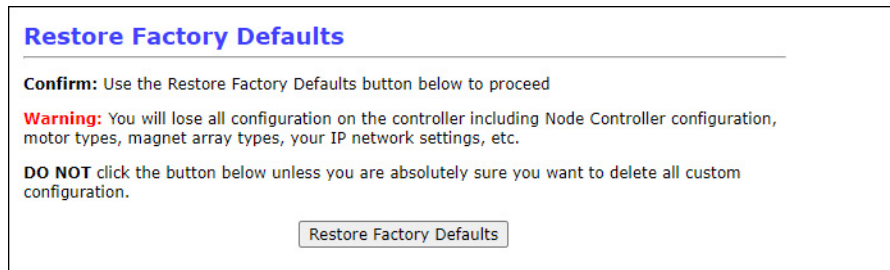 Restore Factory Defaults
Confirm: Use the Restore Factory Defaults button below to proceed
Warning: You will lose all configuration on the controller including Node Controller configuration,
motor types, magnet array types, your IP network settings, etc.
DO NOT click the button below unless you are absolutely sure you want to delete all custom
configuration.
Restore Factory Defaults